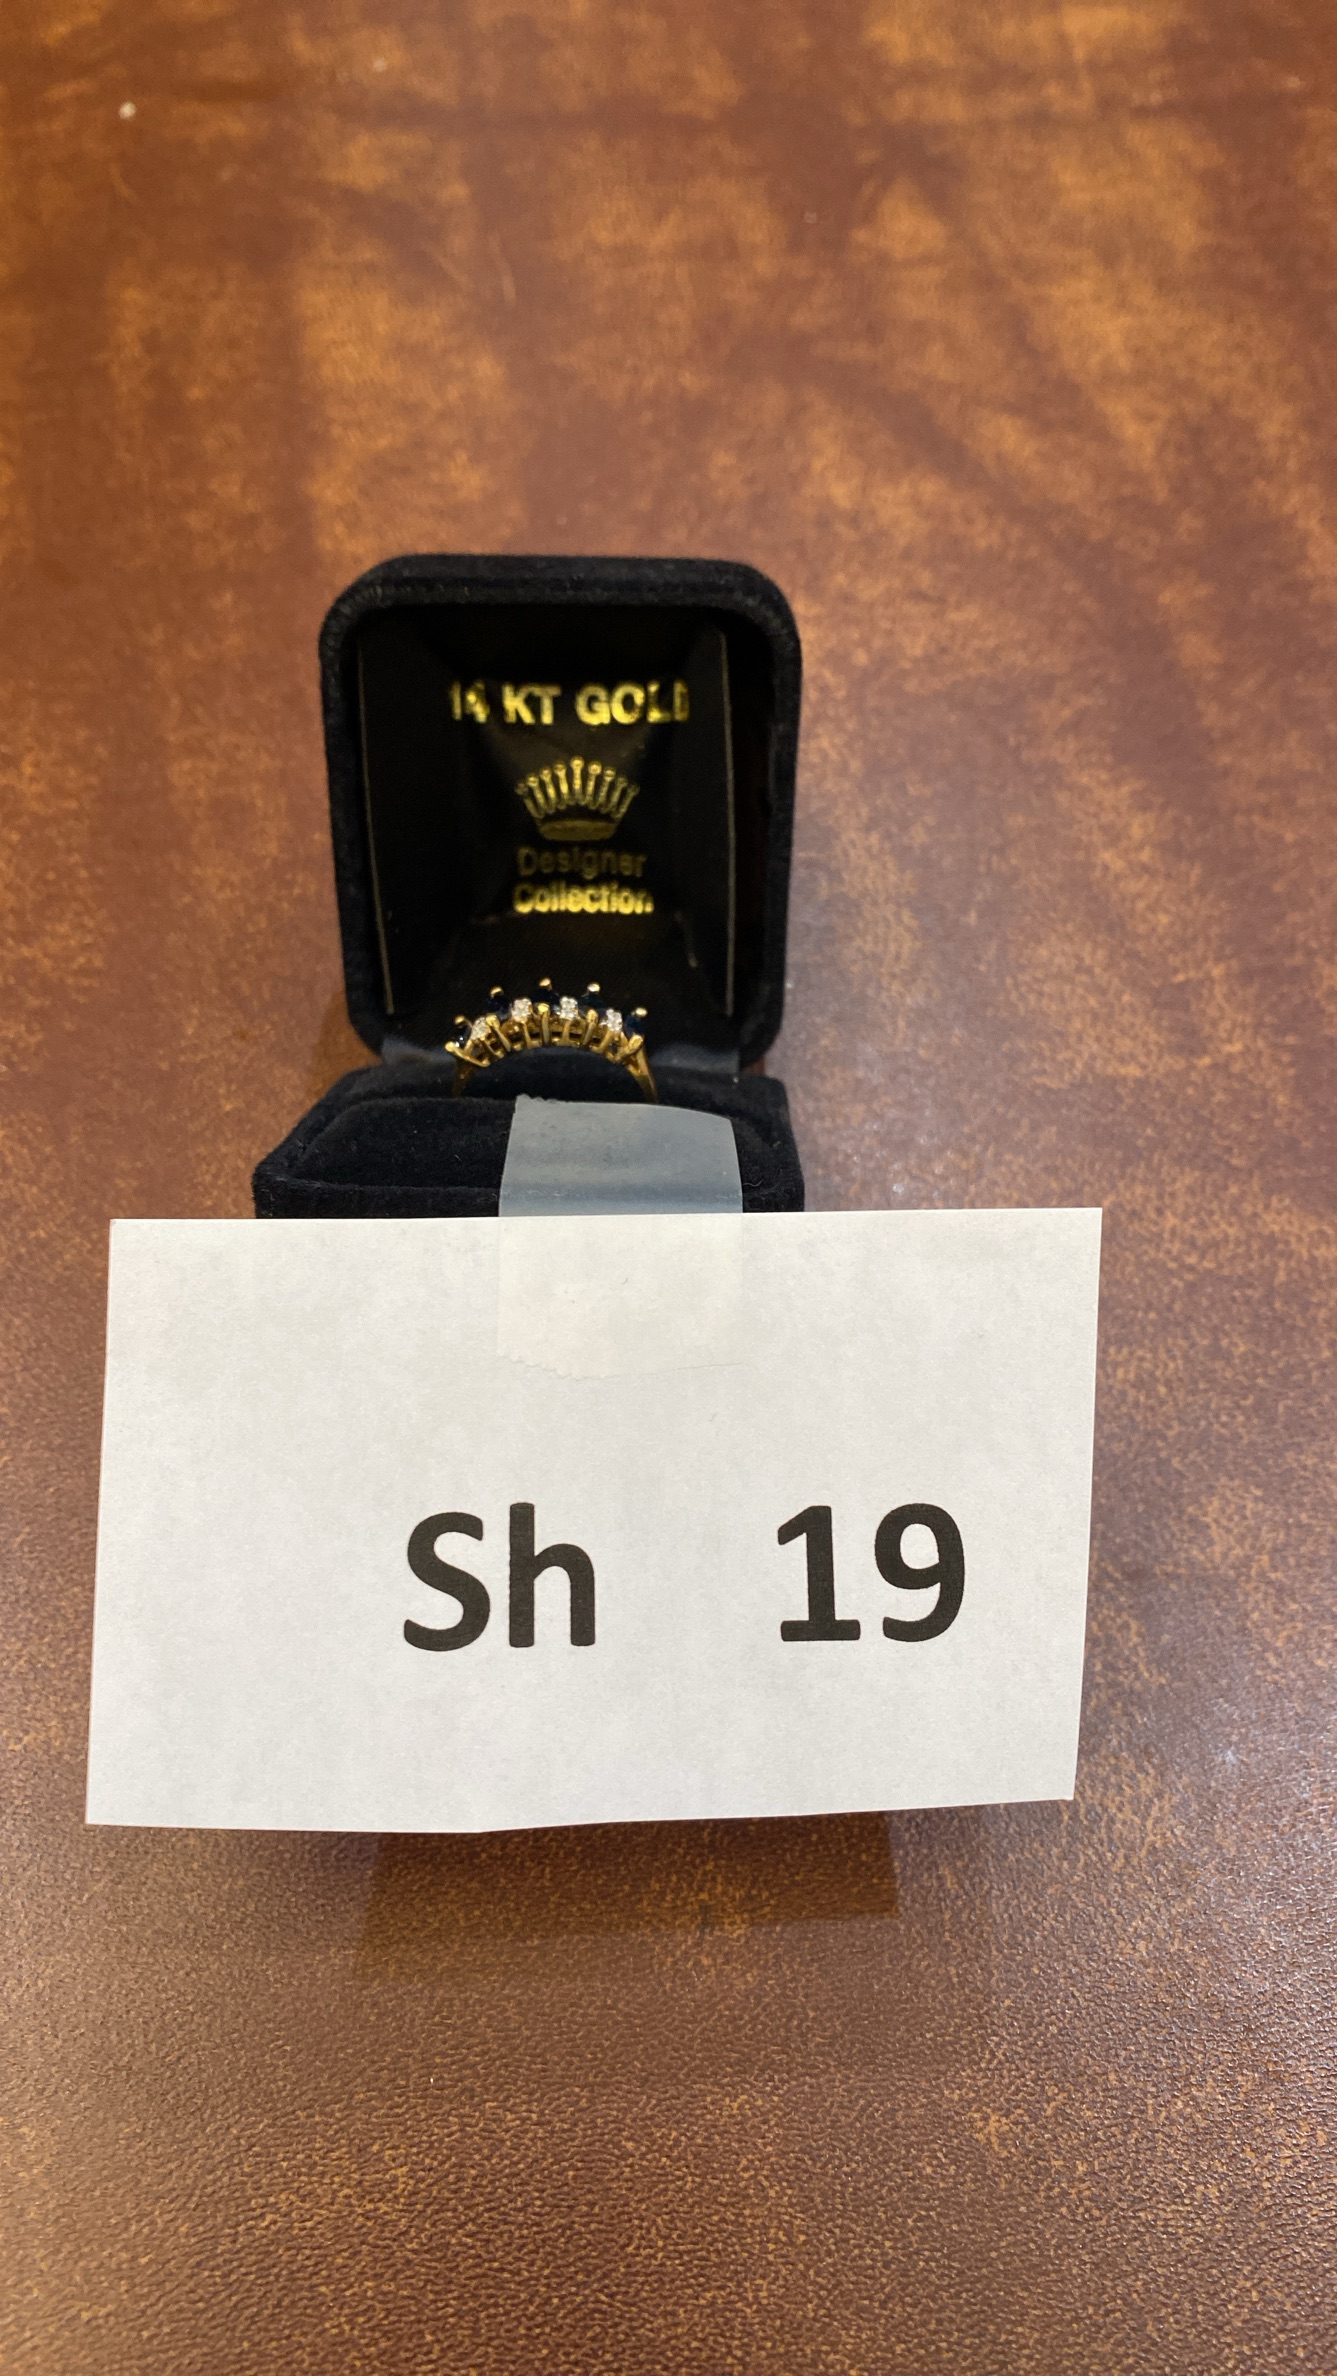 14 KT GOLD
Designer
Collection
Sh 19